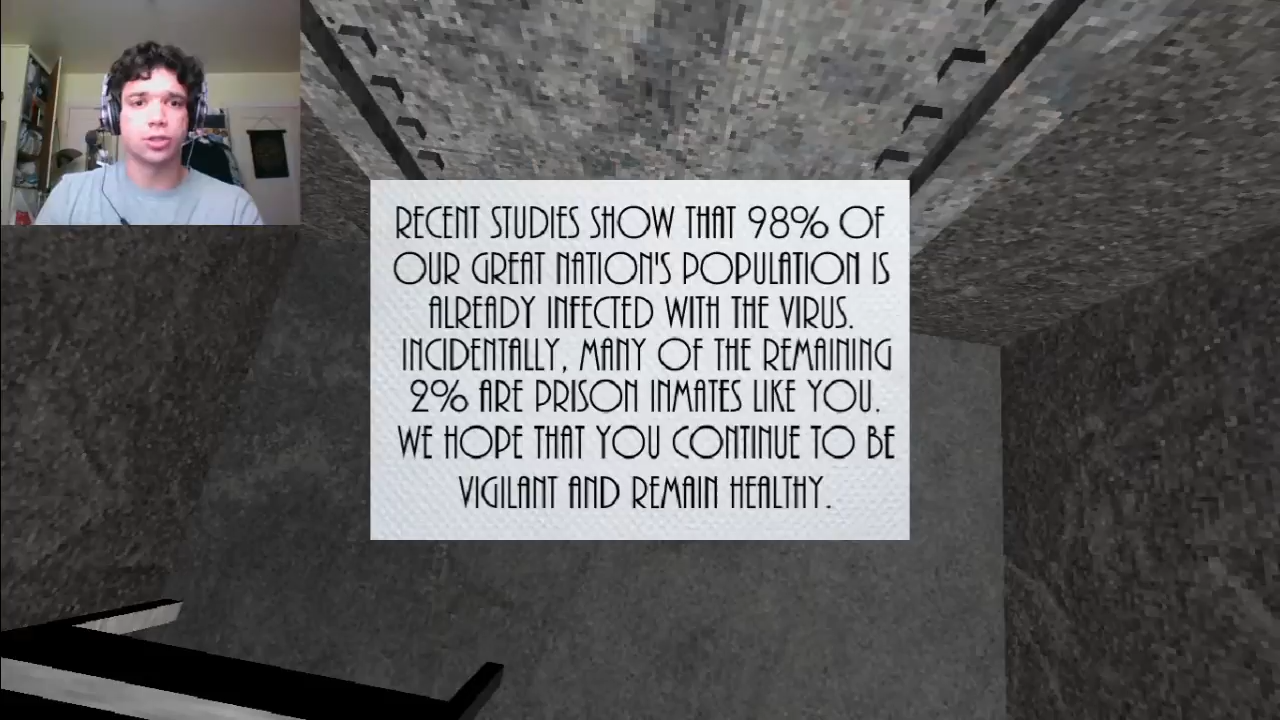 RECENT STUDIES SHOW THAT 98% OF
OUR GREAT NATION'S POPULATION IS
ALREADY INFECTED WITH THE VIRUS.
INCIDENTALLY, MANY OF THE REMAINING
2% ARE PRISON INMATES LIKE YOU.
WE HOPE THAT YOU CONTINUE TO BE
VIGILANT AND REMAIN HEALTHY.